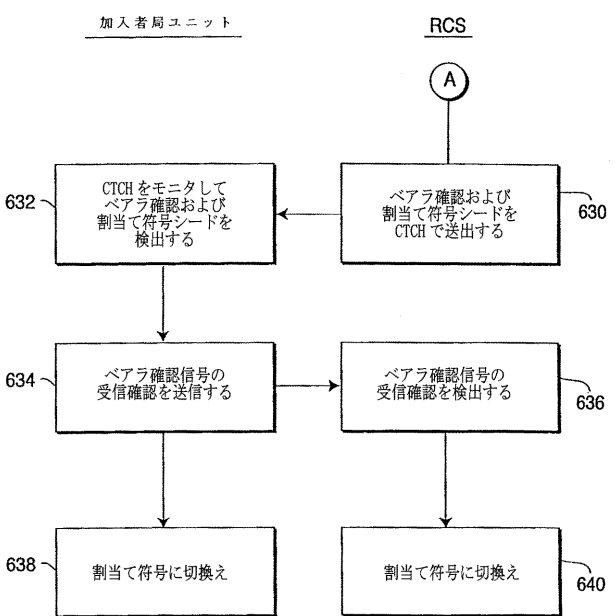 加入者局ユニット
RCS
A
632
CTCHをモニタして
ベアラ確認および
割当て符号シードを
検出する
ベアラ確認および
割当て符号シードを
CTCHで送出する
630
634
ベアラ確認信号の
受信確認を送信する
ベアラ確認信号の
受信確認を検出する
636
638
割当て符号に切換え
割当て符号に切換え
640